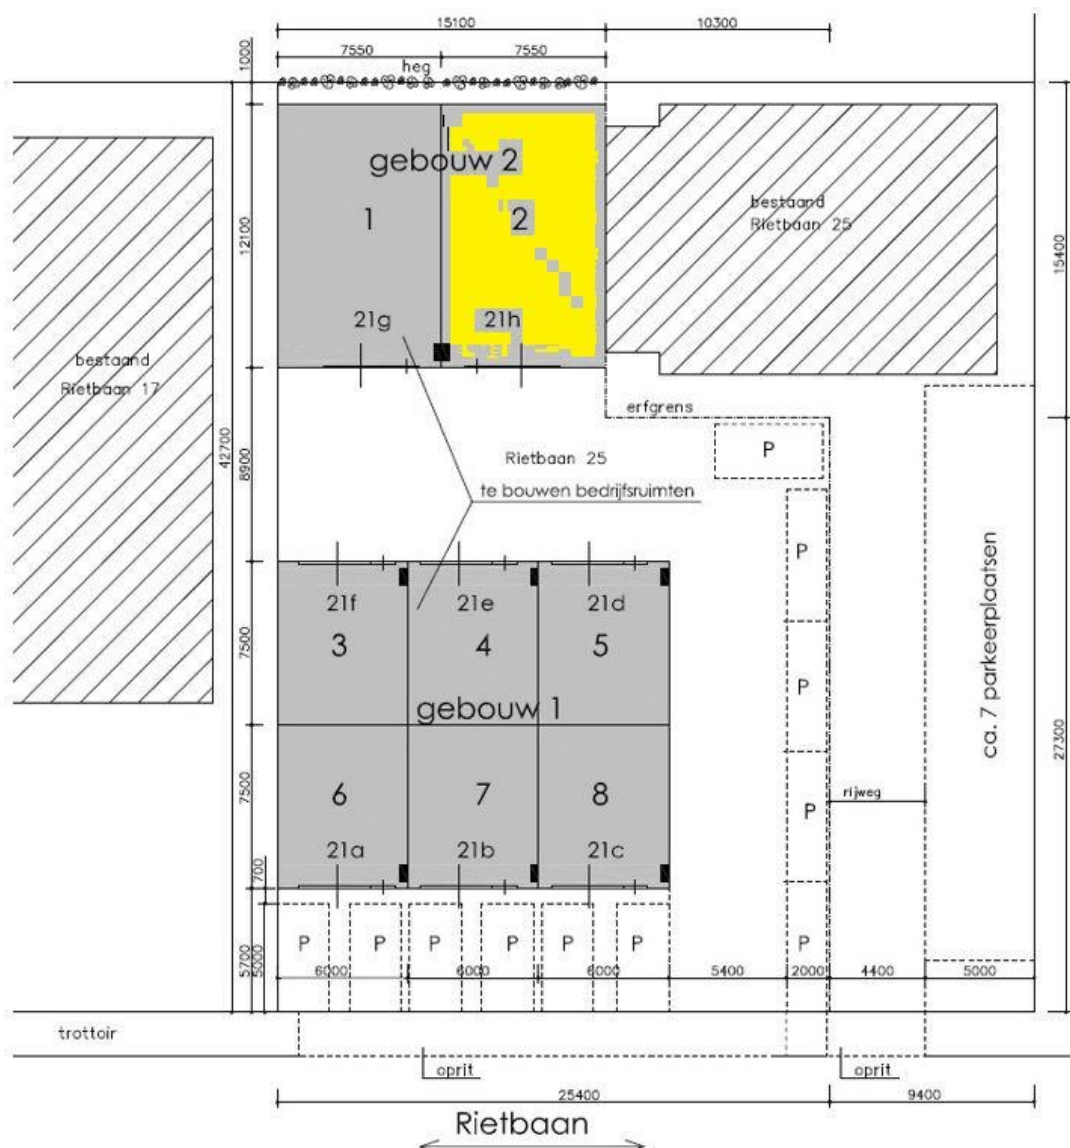 15100
10300
7550
7550
1000
heg
gebouw 2
1
2
bestaand
Rietbaan 25
12100
15400
21g
21h
bestaand
Rietbaan 17
erfgrens
42700
8900
Rietbaan 25
P
te bouwen bedrijfsruimten
P
21f
21e
21d
3
4
5
7500
P
ca. 7 parkeerplaatsen
gebouw 1
27300
6
7
8
7500
rijweg
P
21a
21b
21c
700
P
P
P
P
P
P
P
5700
5000
6000
6000
6000
5400
2000
4400
5000
trottoir
oprit
oprit
25400
9400
Rietbaan